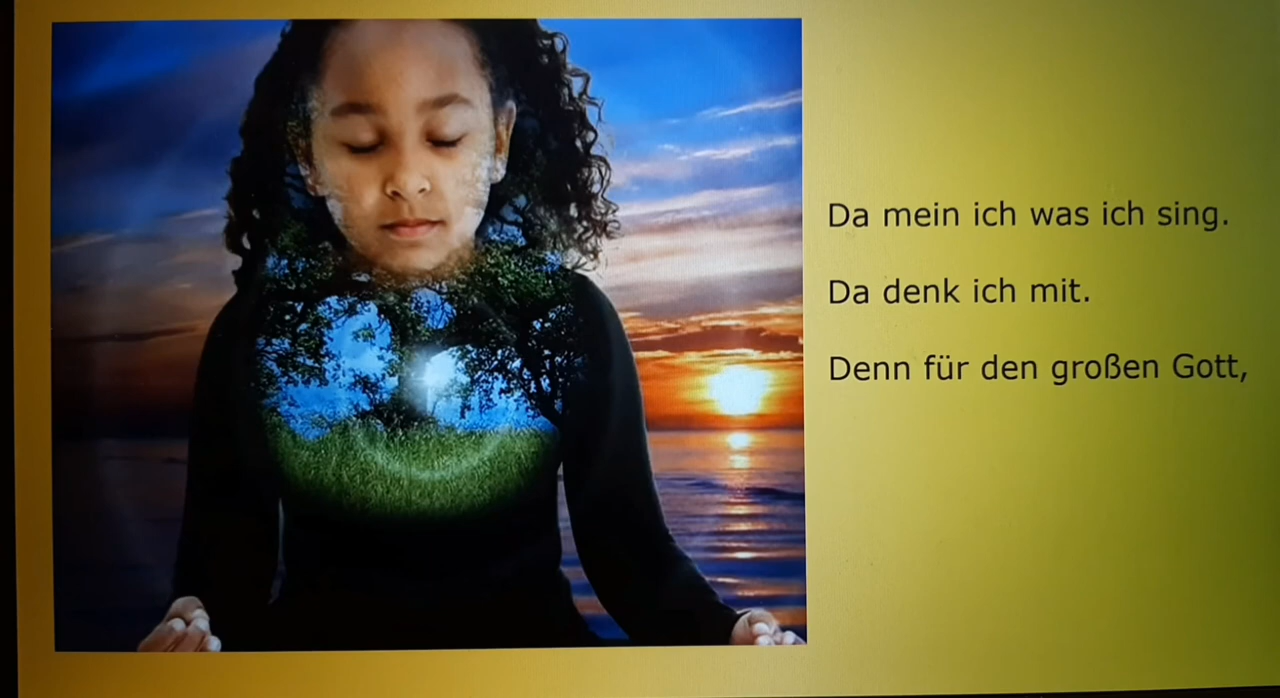 Da mein ich was ich sing.
Da denk ich mit.
Denn für den großen Gott,